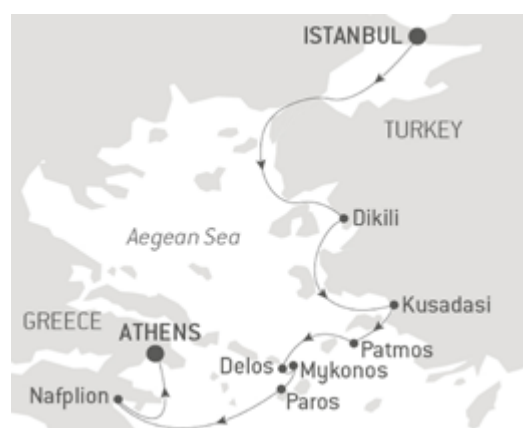 ISTANBUL
TURKEY
Dikili
Aegean Sea
Kusadasi
GREECE
ATHENS
Patmos
Delos
Mykonos
Nafplion
Paros